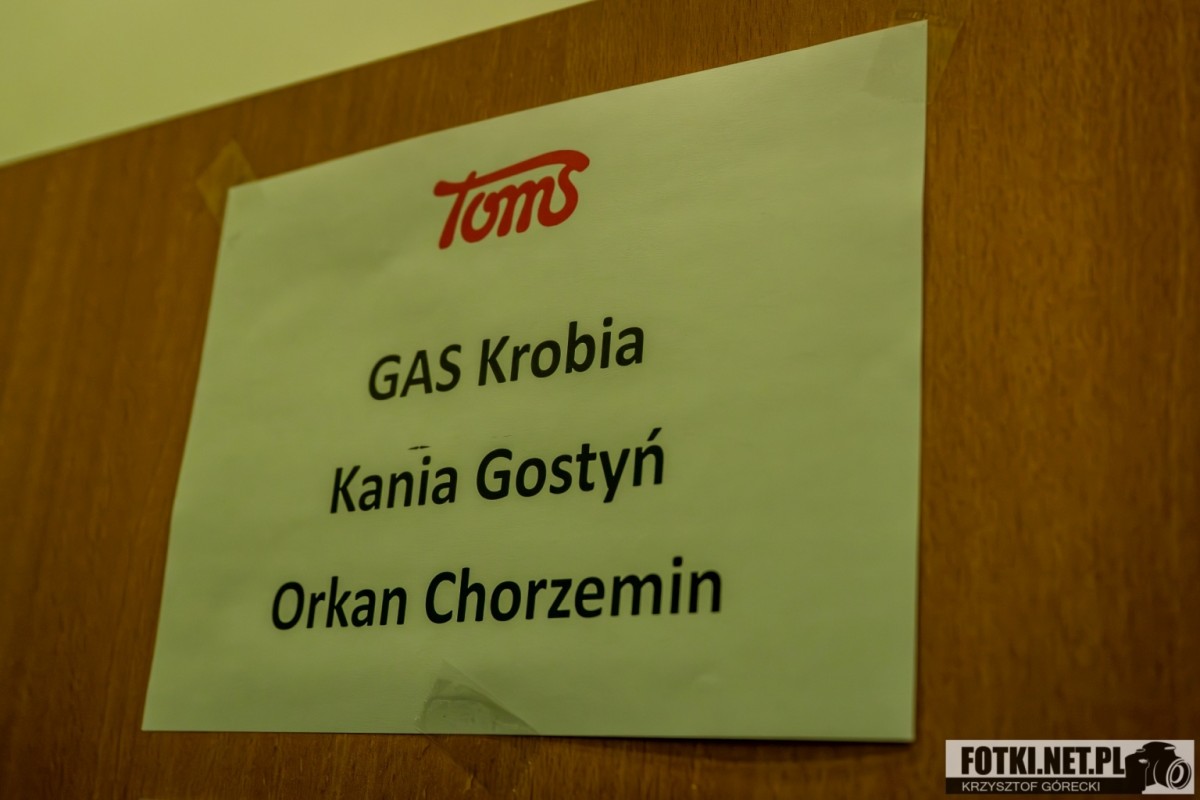 Toms
GAS Krobia
Kania Gostyń
Orkan Chorzemin
FOTKI.NET.PL
KRZYSZTOF GÓRECKI